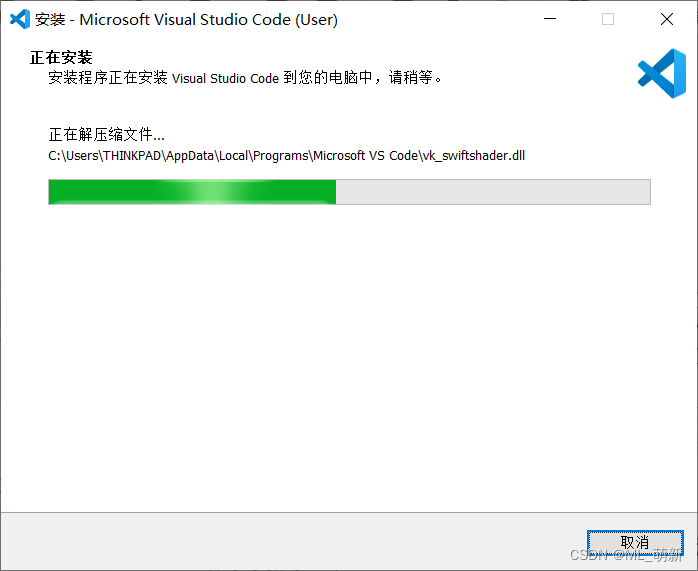 安装 - Microsoft Visual Studio Code (User)
正在安装
安装程序正在安装 Visual Studio Code 到您的电脑中，请稍等。
正在解压缩文件...
C:\Users\THINKPAD\AppData\Local\Programs\Microsoft VS Code\vk_swiftshader.dll
取消
CSDN @ML_萌新